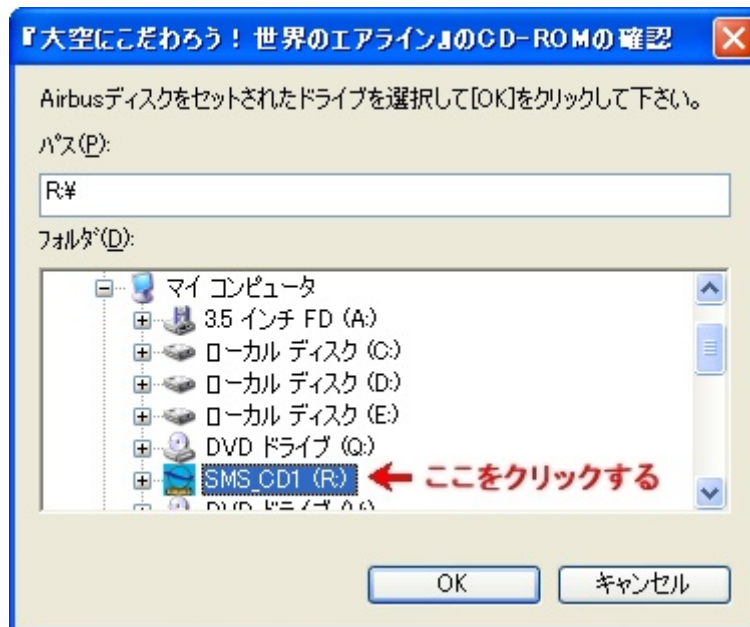 『大空にこだわろう！世界のエアライン』のCD-ROMの確認
Airbusディスクをセットされたドライブを選択して[OK]をクリックして下さい。
パス(P):
R:¥
フォルダ(D):
マイ コンピュータ
3.5 インチ FD (A:)
ローカル ディスク (C:)
ローカル ディスク (D:)
ローカル ディスク (E:)
DVD ドライブ (Q:)
SMS_CD1 (R:) ←ここをクリックする
OK キャンセル